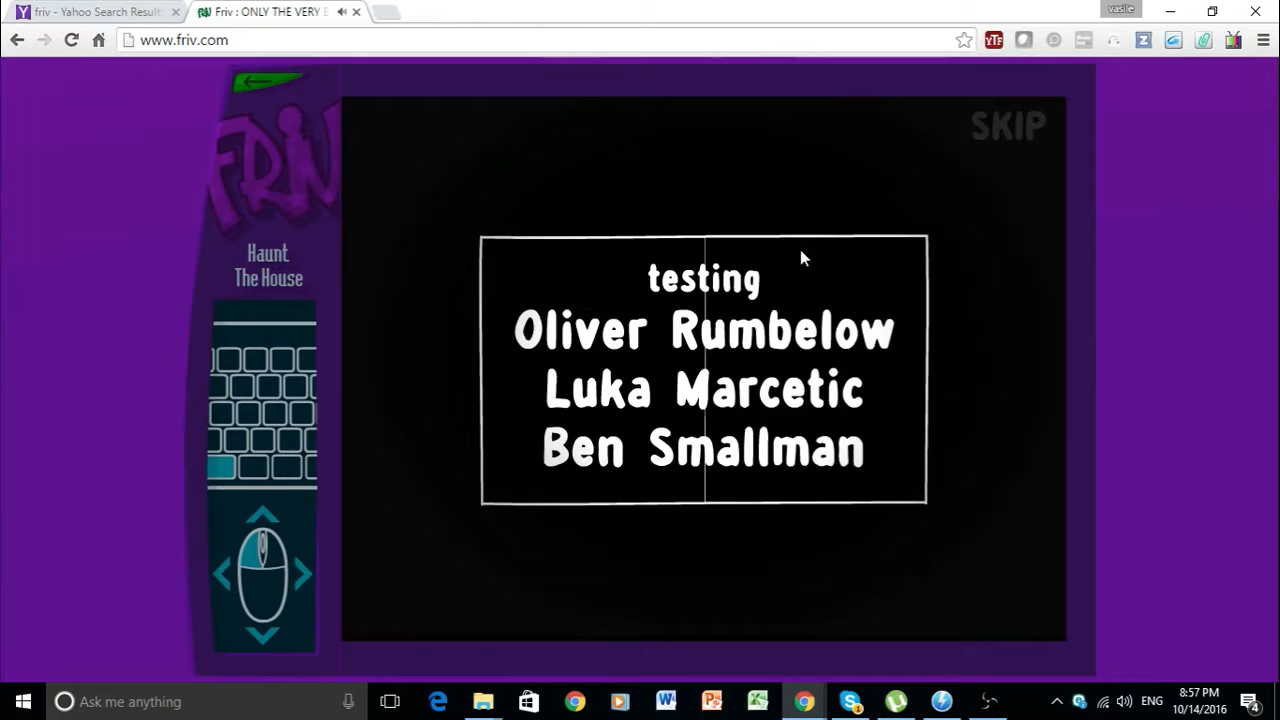 friv - Yahoo Search Result
Friv : ONLY THE VERY B
vasile
www.friv.com
YTF
FRIV
Haunt
The House
SKIP
testing
Oliver Rumbelow
Luka Marcetic
Ben Smallman
Ask me anything
ENG
8:57 PM
10/14/2016